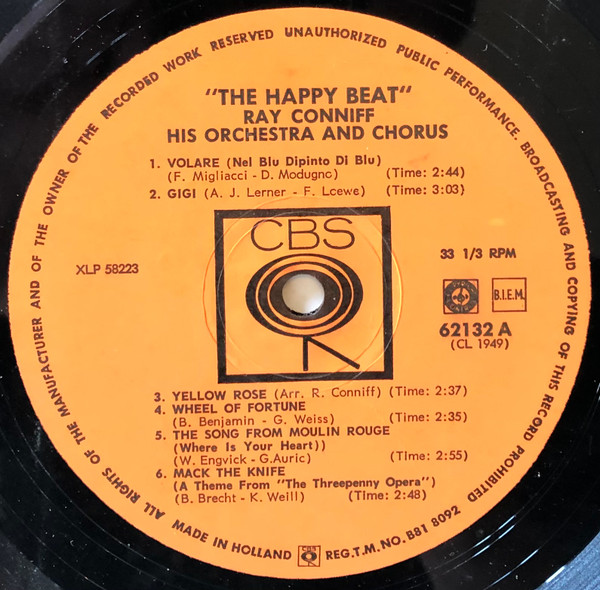 ALL RIGHTS OF THE MANUFACTURER AND OF THE OWNER OF THE RECORDED WORK RESERVED UNAUTHORIZED PUBLIC PERFORMANCE. BROADCASTING AND COPYING OF THIS RECORD PROHIBITED
"THE HAPPY BEAT"
RAY CONNIFF
HIS ORCHESTRA AND CHORUS
1. VOLARE (Nel Blu Dipinto Di Blu)
(F. Migliacci - D. Modugno) (Time: 2:44)
2. GIGI (A. J. Lerner - F. Lcewe) (Time: 3:03)
CBS
XLP 58223
33 1/3 RPM
B.I.E.M.
62132 A
(CL 1949)
3. YELLOW ROSE (Arr. R. Conniff) (Time: 2:37)
4. WHEEL OF FORTUNE
(B. Benjamin - G. Weiss) (Time: 2:35)
5. THE SONG FROM MOULIN ROUGE
(Where Is Your Heart))
(W. Engvick - G.Auric) (Time: 2:55)
6. MACK THE KNIFE
(A Theme From "The Threepenny Opera")
(B. Brecht - K. Weill) (Time: 2:48)
MADE IN HOLLAND CBS REG.T.M.NO. B81 8092